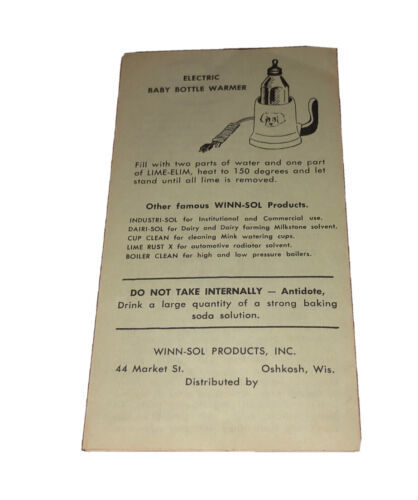 ELECTRIC
BABY BOTTLE WARMER
Fill with two parts of water and one part
of LIME-ELIM, heat to 150 degrees and let
stand until all lime is removed.
Other famous WINN-SOL Products.
INDUSTRI-SOL for Institutional and Commercial use.
DAIRI-SOL for Dairy and Dairy farming Milkstone solvent.
CUP CLEAN for cleaning Mink watering cups.
LIME RUST X for automotive radiator solvent.
BOILER CLEAN for high and low pressure boilers.
DO NOT TAKE INTERNALLY — Antidote,
Drink a large quantity of a strong baking
soda solution.
WINN-SOL PRODUCTS, INC.
44 Market St. Oshkosh, Wis.
Distributed by